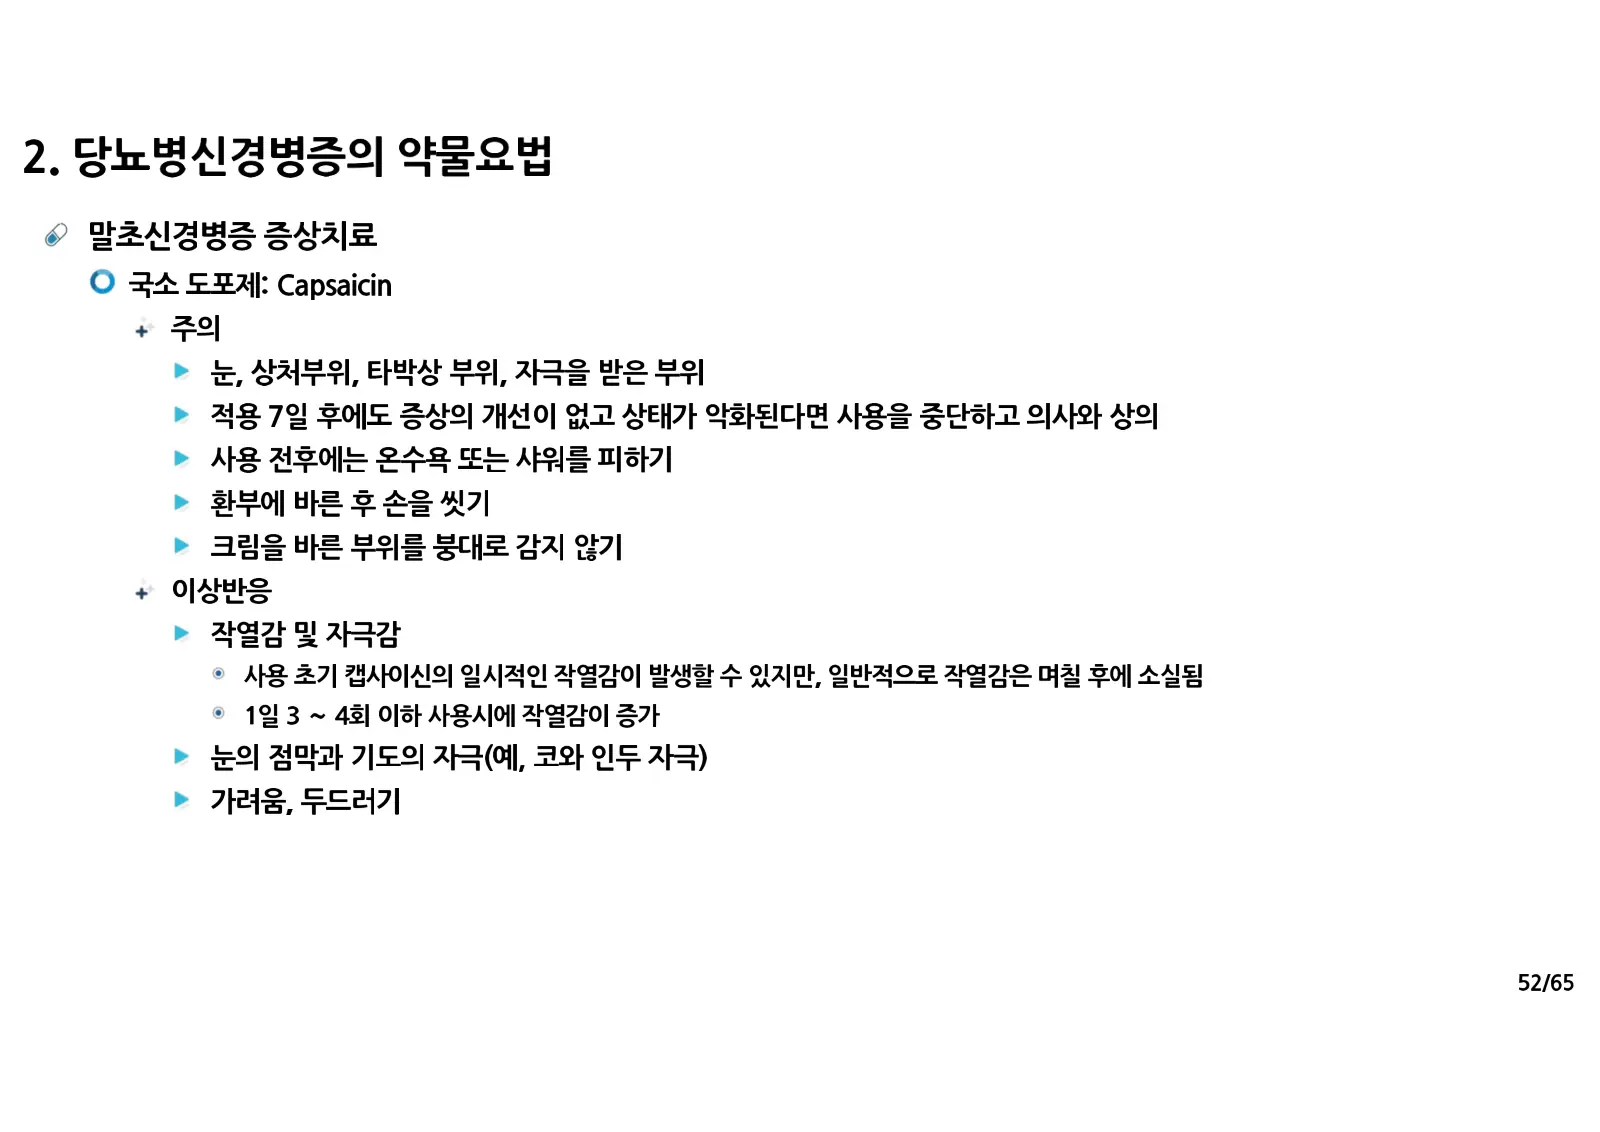 2. 당뇨병신경병증의 약물요법
말초신경병증 증상치료
국소 도포제: Capsaicin
주의
눈, 상처부위, 타박상 부위, 자극을 받은 부위
적용 7일 후에도 증상의 개선이 없고 상태가 악화된다면 사용을 중단하고 의사와 상의
사용 전후에는 온수욕 또는 샤워를 피하기
환부에 바른 후 손을 씻기
크림을 바른 부위를 붕대로 감지 않기
이상반응
작열감 및 자극감
사용 초기 캡사이신의 일시적인 작열감이 발생할 수 있지만, 일반적으로 작열감은 며칠 후에 소실됨
1일 3 ~ 4회 이하 사용시에 작열감이 증가
눈의 점막과 기도의 자극(예, 코와 인두 자극)
가려움, 두드러기
52/65